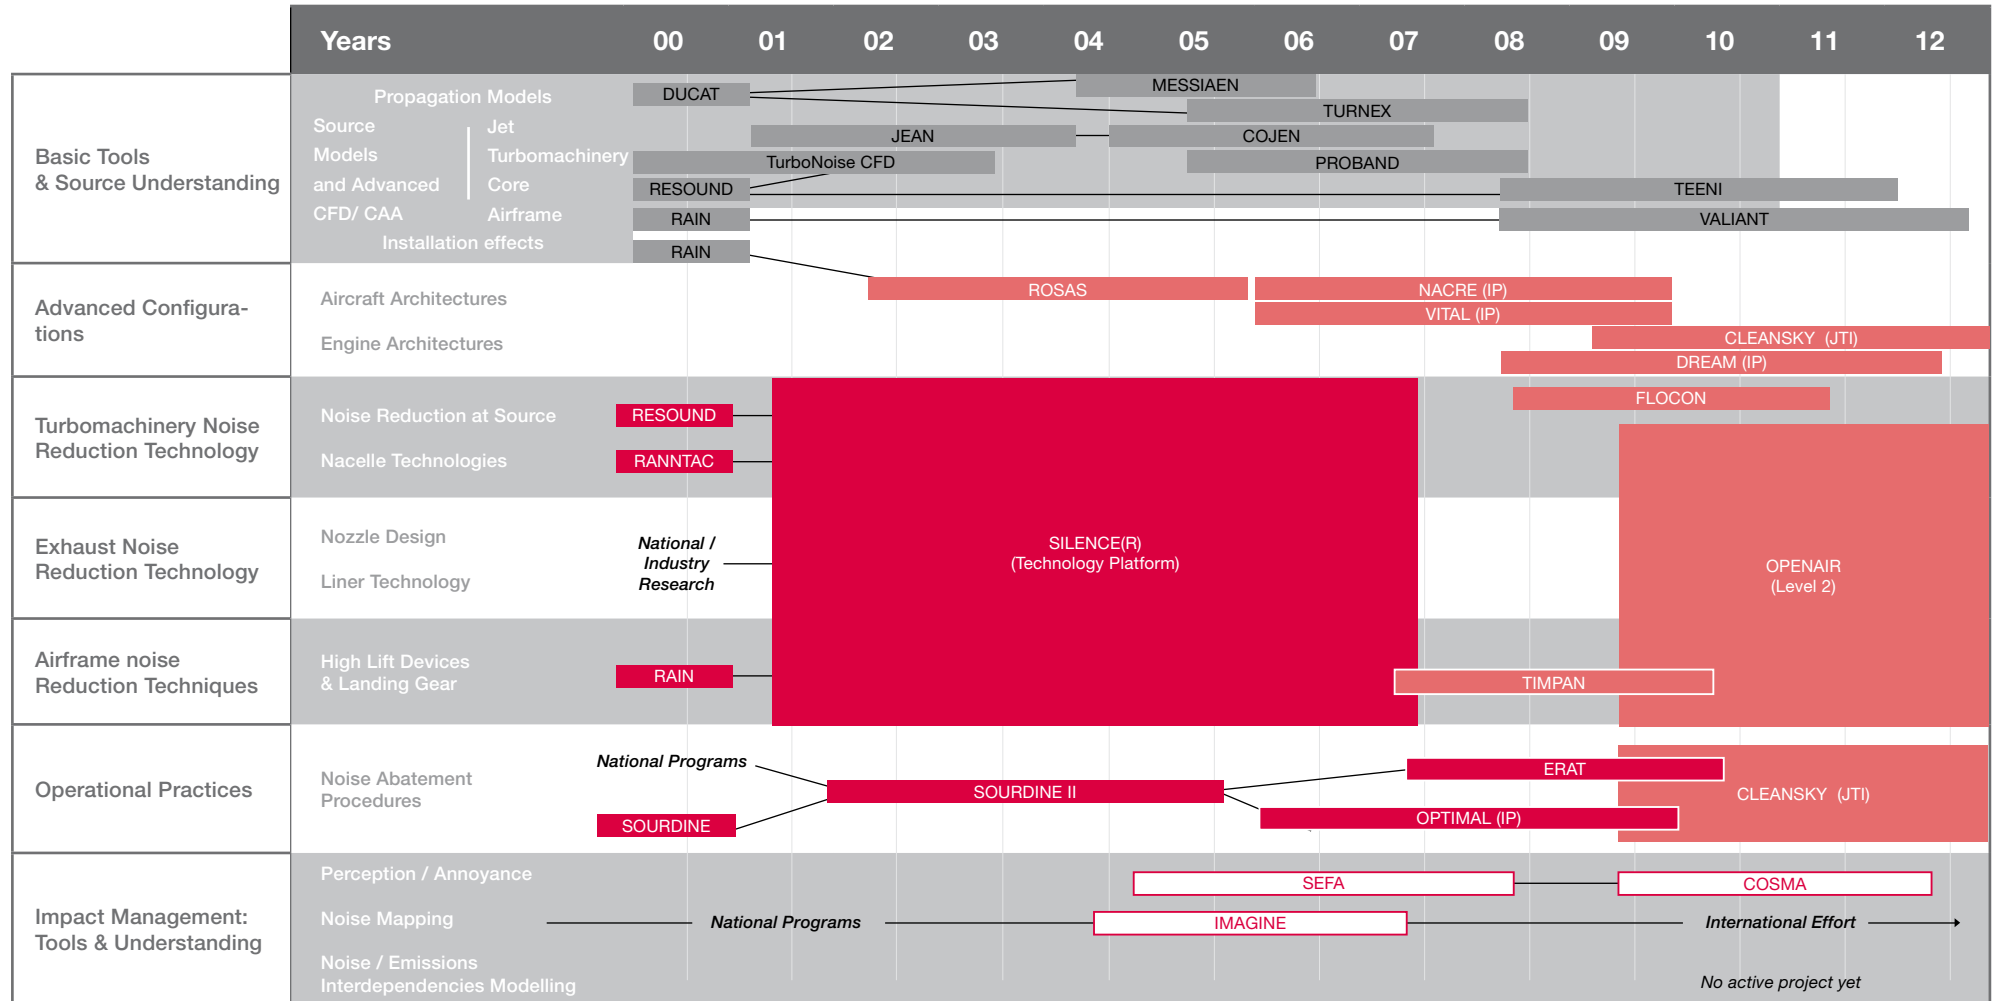 Years 00 01 02 03 04 05 06 07 08 09 10 11 12
Basic Tools
& Source Understanding
Propagation Models
Source
Models
and Advanced
CFD/ CAA
Jet
Turbomachinery
Core
Airframe
Installation effects
DUCAT
MESSIAEN
TURNEX
JEAN
COJEN
TurboNoise CFD
PROBAND
RESOUND
TEENI
RAIN
VALIANT
RAIN
Advanced Configura-
tions
Aircraft Architectures
Engine Architectures
ROSAS
NACRE (IP)
VITAL (IP)
CLEANSKY (JTI)
DREAM (IP)
Turbomachinery Noise
Reduction Technology
Noise Reduction at Source
Nacelle Technologies
RESOUND
RANNTAC
FLOCON
Exhaust Noise
Reduction Technology
Nozzle Design
Liner Technology
National /
Industry
Research
SILENCE(R)
(Technology Platform)
OPENAIR
(Level 2)
Airframe noise
Reduction Techniques
High Lift Devices
& Landing Gear
RAIN
TIMPAN
Operational Practices
Noise Abatement
Procedures
National Programs
SOURDINE
SOURDINE II
ERAT
OPTIMAL (IP)
CLEANSKY (JTI)
Impact Management:
Tools & Understanding
Perception / Annoyance
SEFA
COSMA
Noise Mapping
National Programs
IMAGINE
International Effort
Noise / Emissions
Interdependencies Modelling
No active project yet